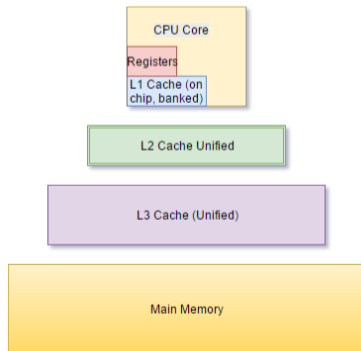 CPU Core
Registers
L1 Cache (on
chip, banked)
L2 Cache Unified
L3 Cache (Unified)
Main Memory